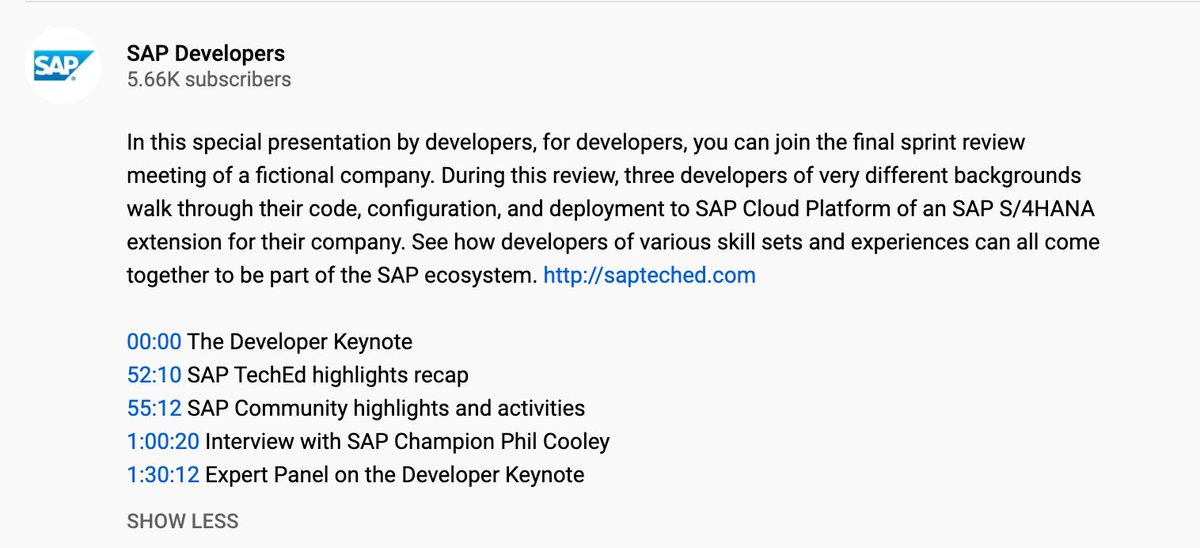 SAP
SAP Developers
5.66K subscribers
In this special presentation by developers, for developers, you can join the final sprint review
meeting of a fictional company. During this review, three developers of very different backgrounds
walk through their code, configuration, and deployment to SAP Cloud Platform of an SAP S/4HANA
extension for their company. See how developers of various skill sets and experiences can all come
together to be part of the SAP ecosystem. http://sapteched.com
00:00 The Developer Keynote
52:10 SAP TechEd highlights recap
55:12 SAP Community highlights and activities
1:00:20 Interview with SAP Champion Phil Cooley
1:30:12 Expert Panel on the Developer Keynote
SHOW LESS